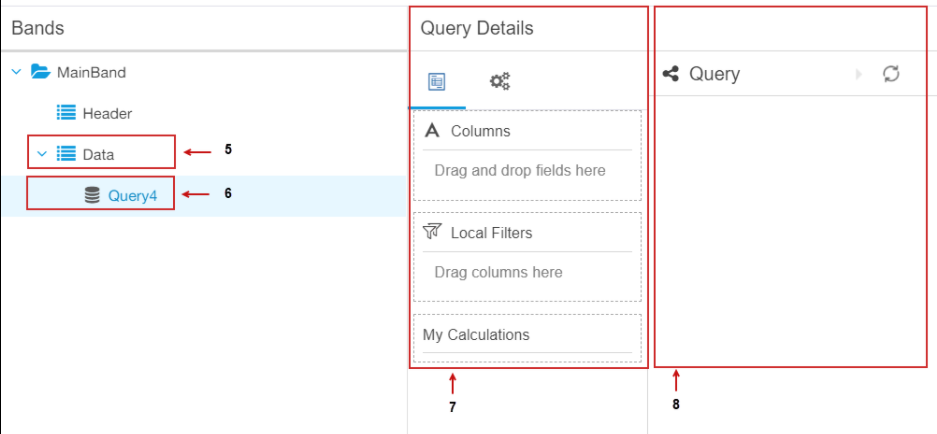 Bands
MainBand
Header
Data
5
Query4
6
Query Details
A Columns
Drag and drop fields here
Local Filters
Drag columns here
My Calculations
7
Query
8